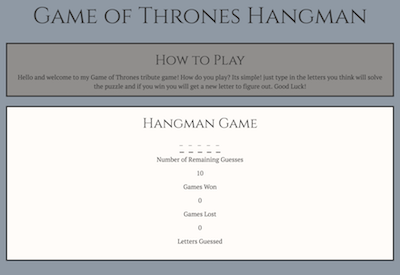 Game of Thrones Hangman
How to Play
Hello and welcome to my Game of Thrones tribute game! How do you play? Its simple! just type in the letters you think will solve
the puzzle and if you win you will get a new letter to figure out. Good Luck!
Hangman Game
_ _ _ _ _
Number of Remaining Guesses
10
Games Won
0
Games Lost
0
Letters Guessed